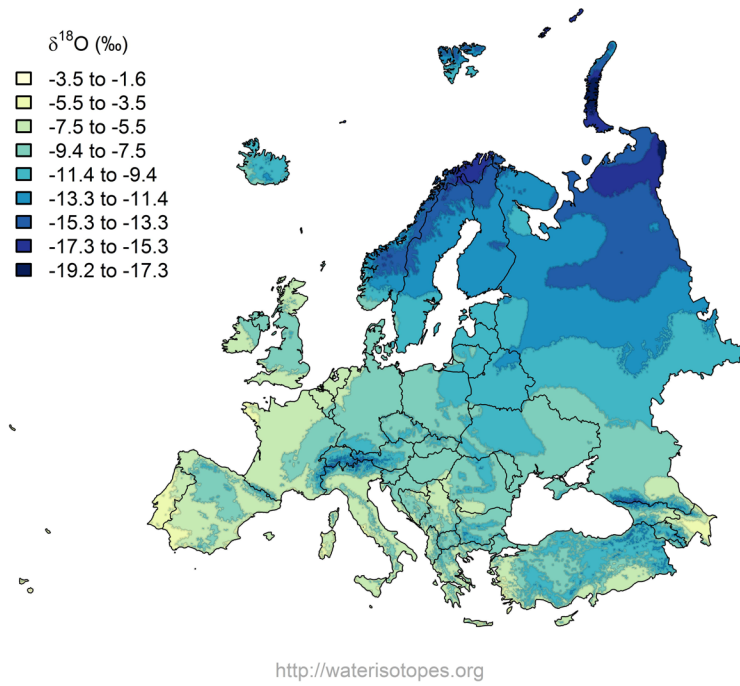 δ¹⁸O (‰)
-3.5 to -1.6
-5.5 to -3.5
-7.5 to -5.5
-9.4 to -7.5
-11.4 to -9.4
-13.3 to -11.4
-15.3 to -13.3
-17.3 to -15.3
-19.2 to -17.3
http://waterisotopes.org